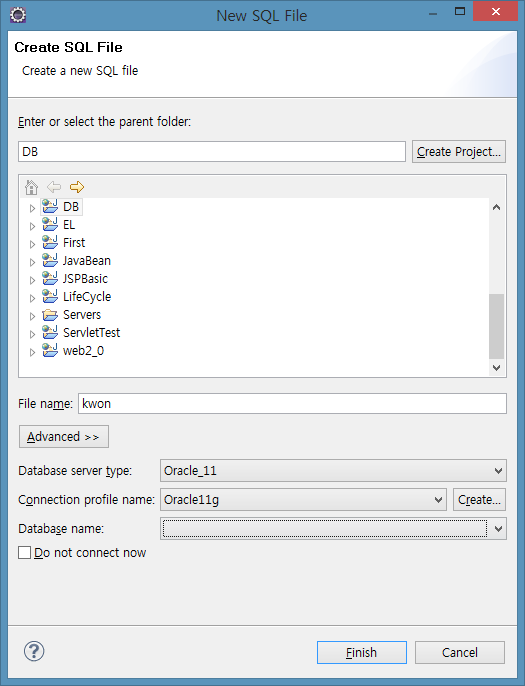 New SQL File
Create SQL File
Create a new SQL file
Enter or select the parent folder:
DB
Create Project...
DB
EL
First
JavaBean
JSPBasic
LifeCycle
Servers
ServletTest
web2_0
File name: kwon
Advanced >>
Database server type: Oracle_11
Connection profile name: Oracle11g Create...
Database name:
Do not connect now
? Finish Cancel